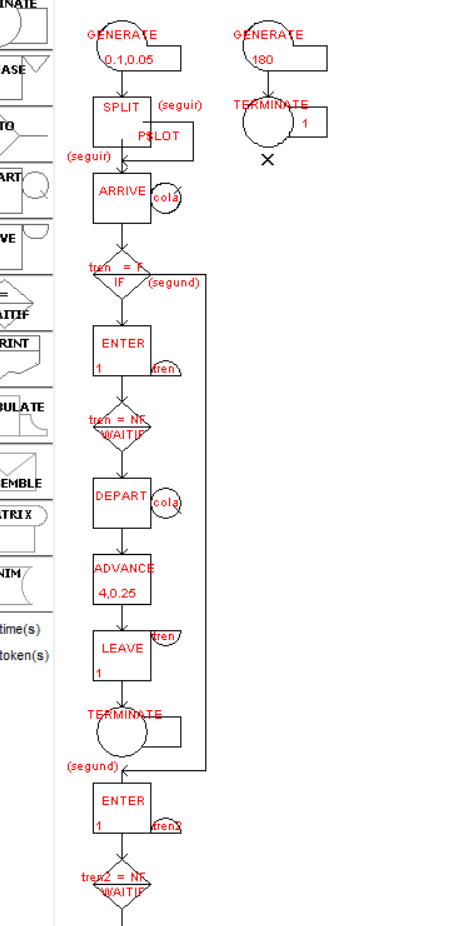 INATE
EASE
TO
ART
VE
=
AITIF
RINT
BULATE
EMBLE
TRIX
NIM
time(s)
token(s)
GENERATE
0.1,0.05
SPLIT
(seguir)
P$LOT
(seguir)
ARRIVE
cola
tren = F
IF
(segund)
ENTER
1
tren
tren = NF
WAITIF
DEPART
cola
ADVANCE
4,0.25
LEAVE
tren
1
TERMINATE
(segund)
ENTER
1
tren2
tren2 = NF
WAITIF
GENERATE
180
TERMINATE
1